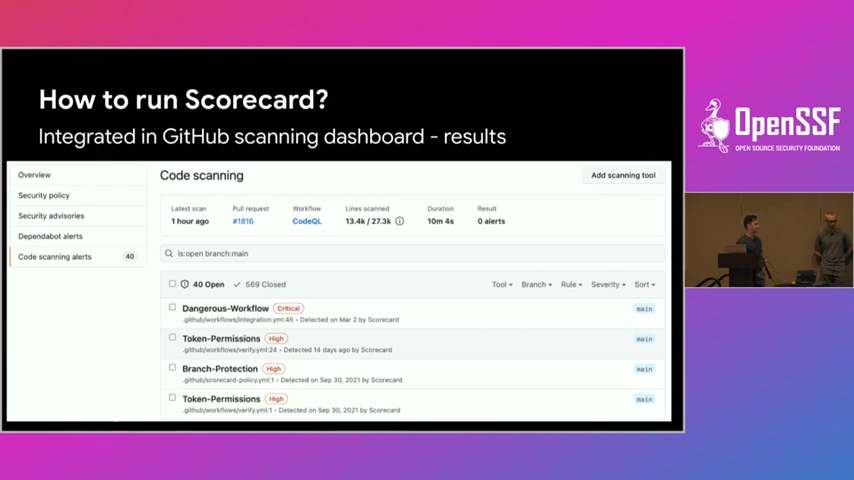 How to run Scorecard?
Integrated in GitHub scanning dashboard - results
OpenSSF
OPEN SOURCE SECURITY FOUNDATION
Overview
Security policy
Security advisories
Dependabot alerts
Code scanning alerts 40
Code scanning
Add scanning tool
Latest scan Pull request Workflow Lines scanned Duration Result
1 hour ago #1816 CodeQL 13.4k / 27.3k 10m 4s 0 alerts
is:open branch:main
40 Open 569 Closed Tool Branch Rule Severity Sort
Dangerous-Workflow Critical main
.github/workflows/integration.yml:45 • Detected on Mar 2 by Scorecard
Token-Permissions High main
.github/workflows/verify.yml:24 • Detected 14 days ago by Scorecard
Branch-Protection High main
.github/scorecard-policy.yml:1 • Detected on Sep 30, 2021 by Scorecard
Token-Permissions High main
.github/workflows/verify.yml:1 • Detected on Sep 30, 2021 by Scorecard